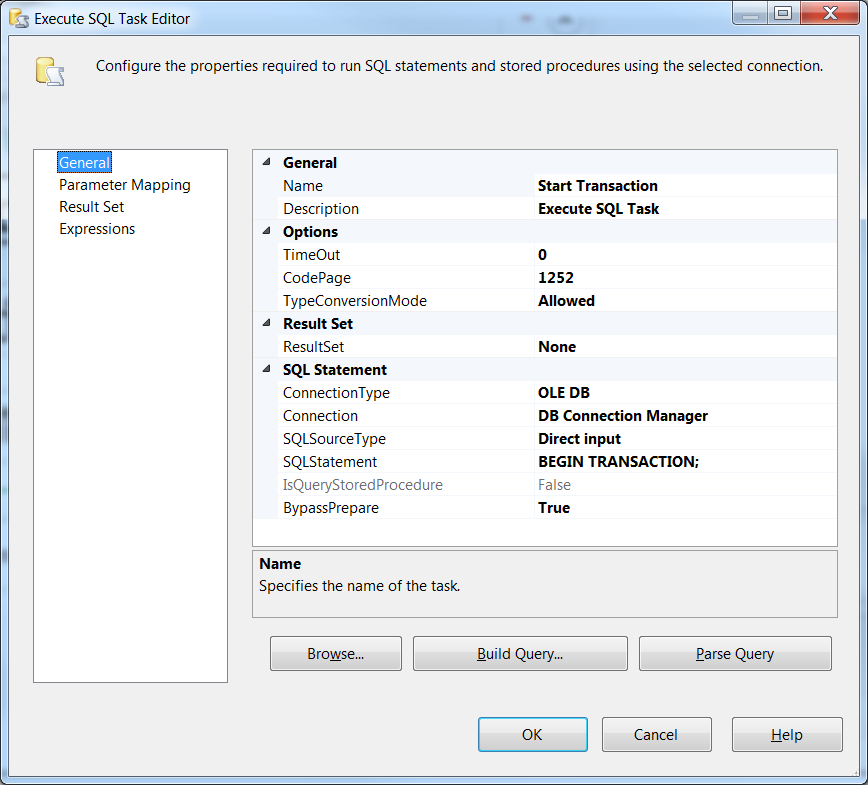 Execute SQL Task Editor
Configure the properties required to run SQL statements and stored procedures using the selected connection.
General
Parameter Mapping
Result Set
Expressions
General
Name Start Transaction
Description Execute SQL Task
Options
TimeOut 0
CodePage 1252
TypeConversionMode Allowed
Result Set
ResultSet None
SQL Statement
ConnectionType OLE DB
Connection DB Connection Manager
SQLSourceType Direct input
SQLStatement BEGIN TRANSACTION;
IsQueryStoredProcedure False
BypassPrepare True
Name
Specifies the name of the task.
Browse... Build Query... Parse Query
OK Cancel Help